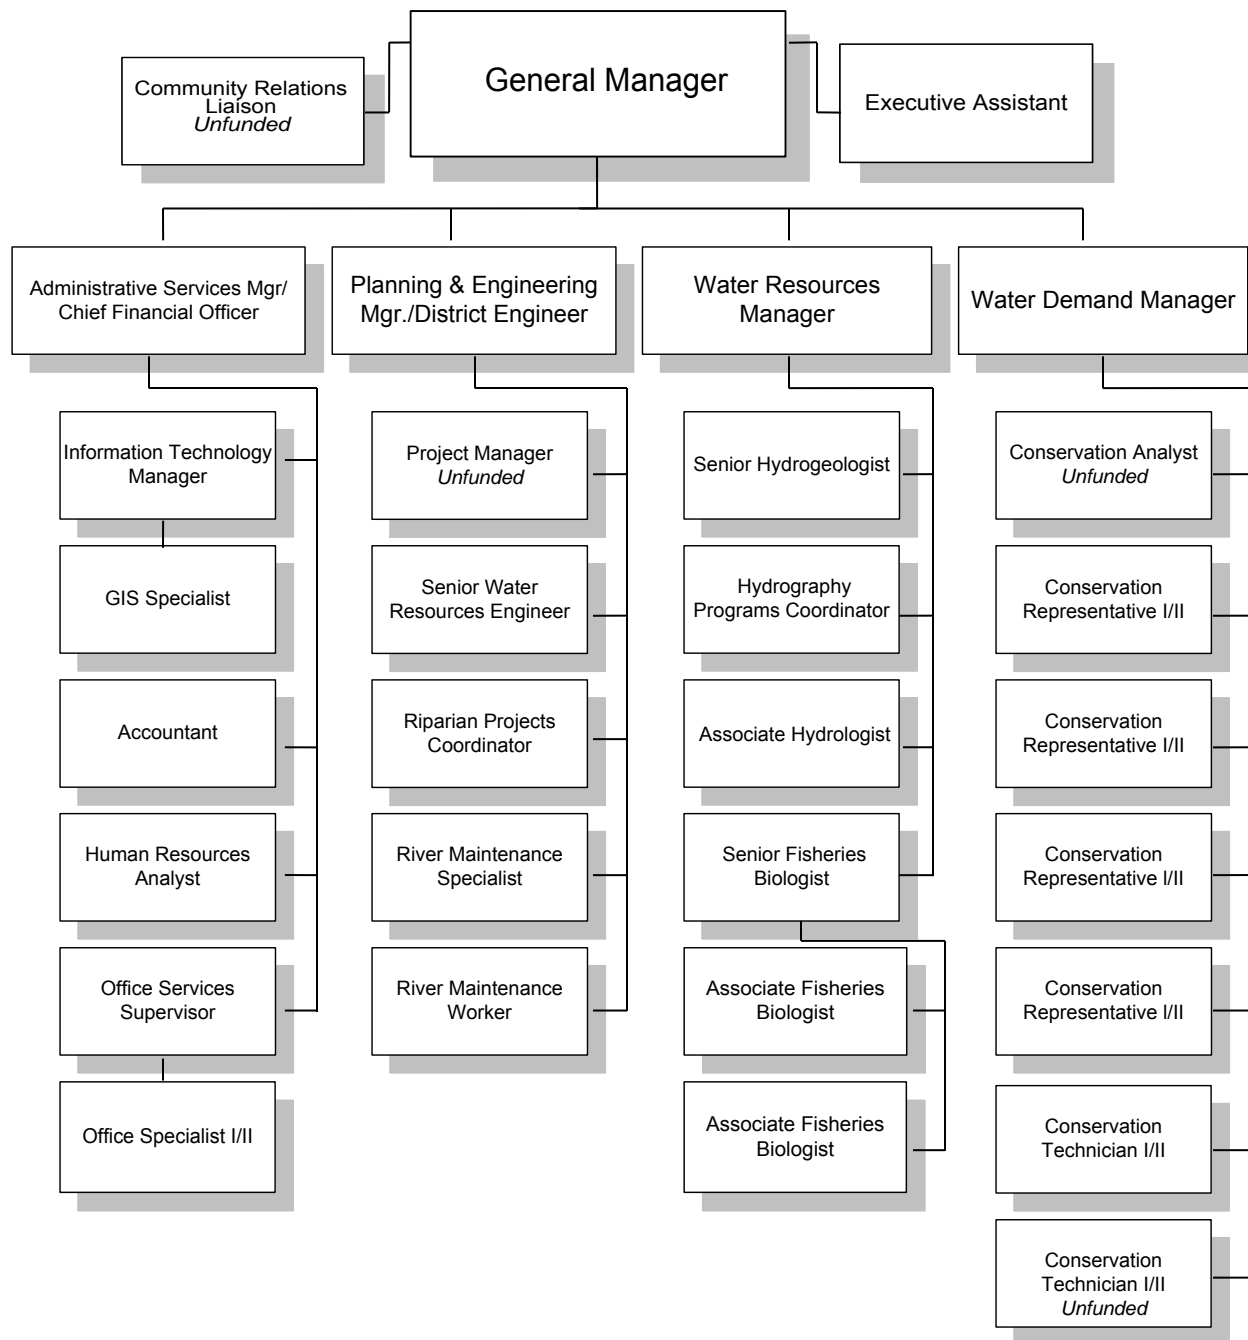 General Manager
Community Relations
Liaison
Unfunded
Executive Assistant
Administrative Services Mgr/
Chief Financial Officer
Planning & Engineering
Mgr./District Engineer
Water Resources
Manager
Water Demand Manager
Information Technology
Manager
GIS Specialist
Accountant
Human Resources
Analyst
Office Services
Supervisor
Office Specialist I/II
Project Manager
Unfunded
Senior Water
Resources Engineer
Riparian Projects
Coordinator
River Maintenance
Specialist
River Maintenance
Worker
Senior Hydrogeologist
Hydrography
Programs Coordinator
Associate Hydrologist
Senior Fisheries
Biologist
Associate Fisheries
Biologist
Associate Fisheries
Biologist
Conservation Analyst
Unfunded
Conservation
Representative I/II
Conservation
Representative I/II
Conservation
Representative I/II
Conservation
Representative I/II
Conservation
Technician I/II
Conservation
Technician I/II
Unfunded